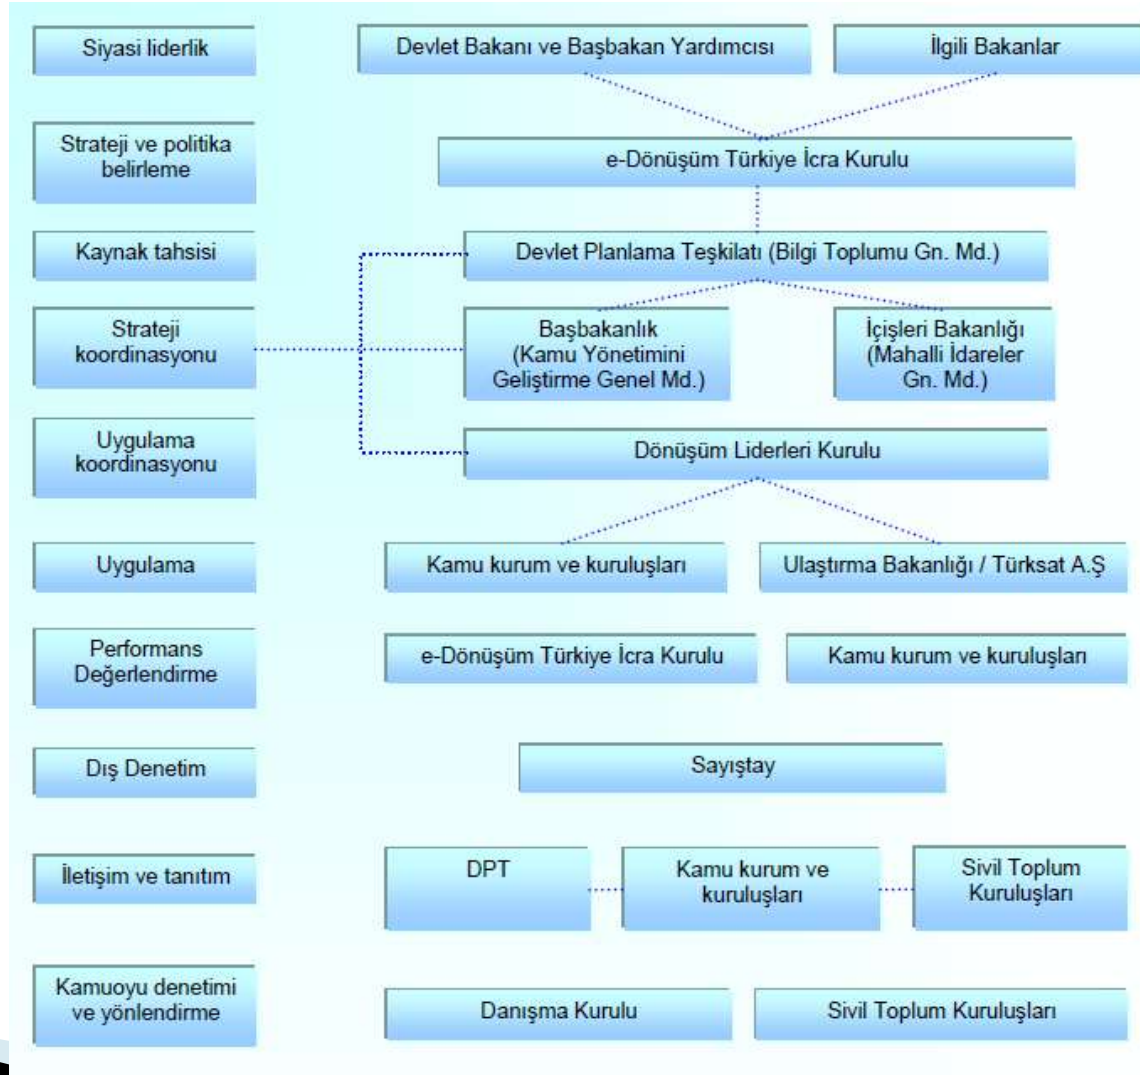 Siyasi liderlik
Devlet Bakanı ve Başbakan Yardımcısı
İlgili Bakanlar
Strateji ve politika
belirleme
e-Dönüşüm Türkiye İcra Kurulu
Kaynak tahsisi
Devlet Planlama Teşkilatı (Bilgi Toplumu Gn. Md.)
Strateji
koordinasyonu
Başbakanlık
(Kamu Yönetimini
Geliştirme Genel Md.)
İçişleri Bakanlığı
(Mahalli İdareler
Gn. Md.)
Uygulama
koordinasyonu
Dönüşüm Liderleri Kurulu
Uygulama
Kamu kurum ve kuruluşları
Ulaştırma Bakanlığı / Türksat A.Ş
Performans
Değerlendirme
e-Dönüşüm Türkiye İcra Kurulu
Kamu kurum ve kuruluşları
Dış Denetim
Sayıştay
İletişim ve tanıtım
DPT
Kamu kurum ve
kuruluşları
Sivil Toplum
Kuruluşları
Kamuoyu denetimi
ve yönlendirme
Danışma Kurulu
Sivil Toplum Kuruluşları